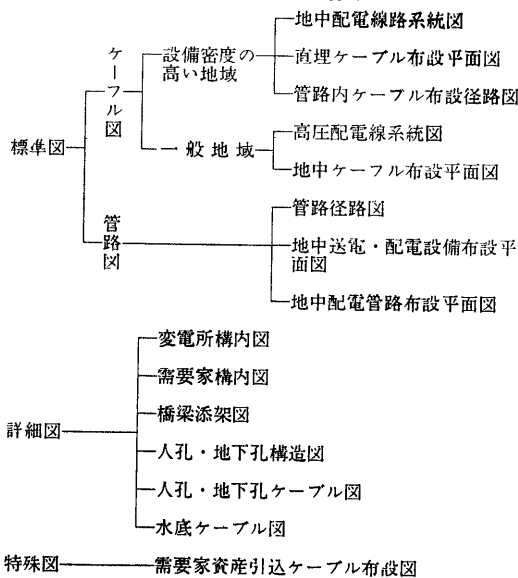 標準図
ケーフル図
設備密度の
高い地域
地中配電線路系統図
直埋ケーブル布設平面図
管路内ケーブル布設径路図
一般地域
高圧配電線系統図
地中ケーフル布設平面図
管路図
管路径路図
地中送電・配電設備布設平
面図
地中配電管路布設平面図
詳細図
変電所構内図
需要家構内図
橋梁添架図
人孔・地下孔構造図
人孔・地下孔ケーブル図
水底ケーブル図
特殊図
需要家資産引込ケーブル布設図